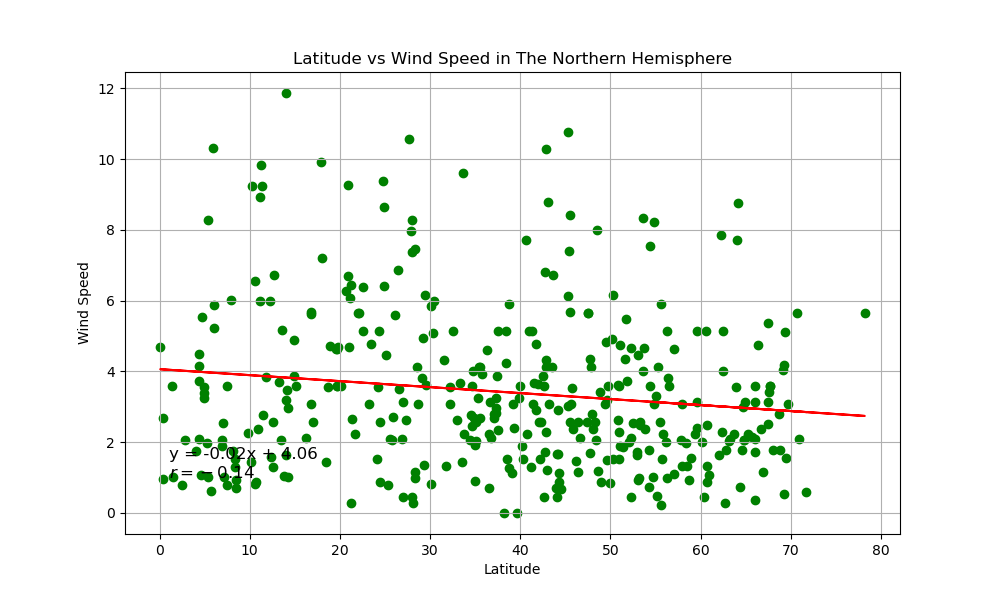 Latitude vs Wind Speed in The Northern Hemisphere
12
10
8
6
4
2
0
Wind Speed
y = -0.02x + 4.06
r = −0.14
0 10 20 30 40 50 60 70 80
Latitude